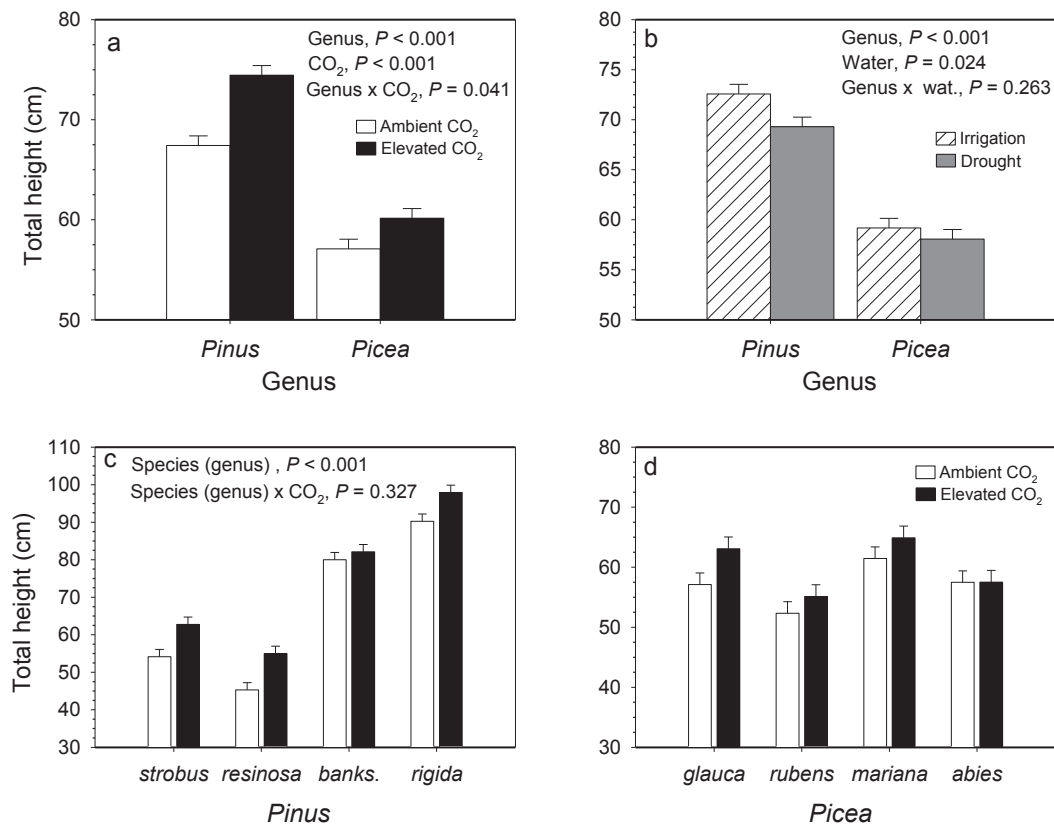 a
Genus, P < 0.001
CO₂, P < 0.001
Genus x CO₂, P = 0.041
Ambient CO₂
Elevated CO₂
Total height (cm)
80
70
60
50
Pinus
Picea
Genus
b
Genus, P < 0.001
Water, P = 0.024
Genus x wat., P = 0.263
Irrigation
Drought
80
75
70
65
60
55
50
Pinus
Picea
Genus
c
Species (genus) , P < 0.001
Species (genus) x CO₂, P = 0.327
Total height (cm)
110
100
90
80
70
60
50
40
30
strobus
resinosa
banks.
rigida
Pinus
d
Ambient CO₂
Elevated CO₂
80
70
60
50
40
30
glauca
rubens
mariana
abies
Picea